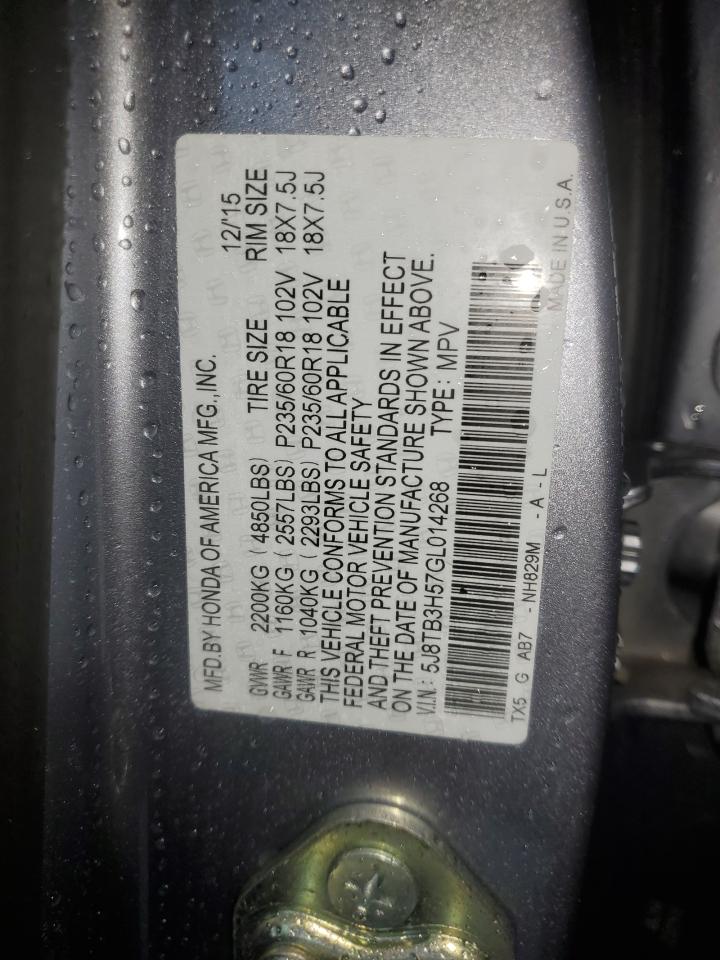 MFD.BY HONDA OF AMERICA MFG.,INC. 12/'15
GVWR 2200KG (4850LBS) TIRE SIZE RIM SIZE
GAWR F 1160KG (2557LBS) P235/60R18 102V 18X7.5J
GAWR R 1040KG (2293LBS) P235/60R18 102V 18X7.5J
THIS VEHICLE CONFORMS TO ALL APPLICABLE
FEDERAL MOTOR VEHICLE SAFETY
AND THEFT PREVENTION STANDARDS IN EFFECT
ON THE DATE OF MANUFACTURE SHOWN ABOVE.
V.I.N.: 5J8TB3H57GL014268 TYPE: MPV
TX5 G AB7 -NH829M -A-L
MADE IN U.S.A.